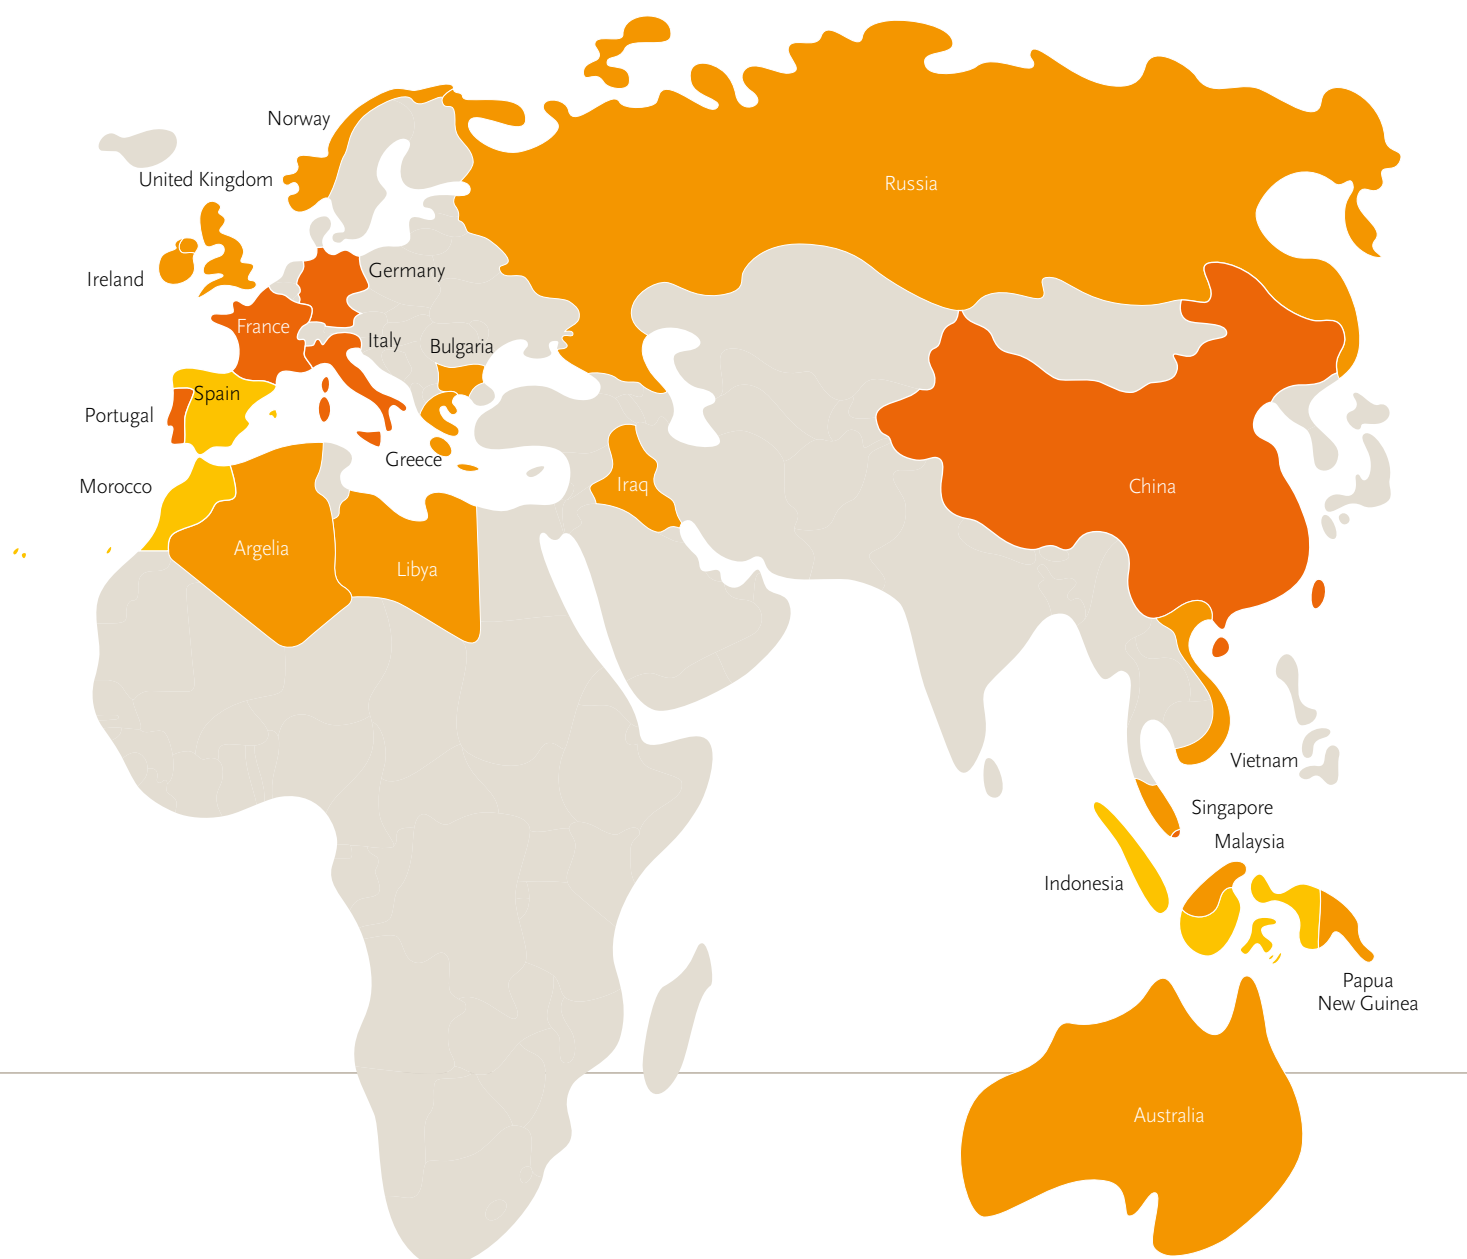 Norway
United Kingdom
Russia
Ireland
Germany
France
Italy
Bulgaria
Spain
Portugal
Greece
Morocco
Iraq
China
Argelia
Libya
Vietnam
Singapore
Malaysia
Indonesia
Papua
New Guinea
Australia